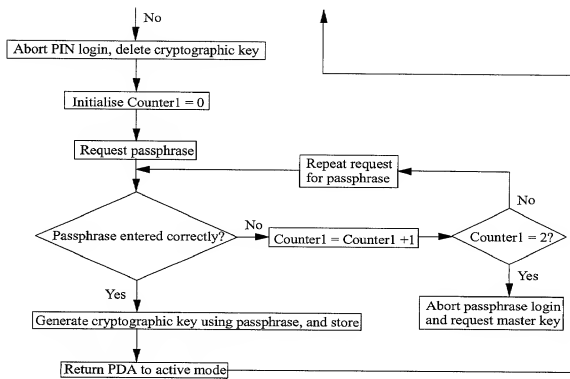 No
Abort PIN login, delete cryptographic key
Initialise Counter1 = 0
Request passphrase
Repeat request
for passphrase
No
Passphrase entered correctly?
No
Counter1 = Counter1 +1
Counter1 = 2?
Yes
Yes
Abort passphrase login
and request master key
Generate cryptographic key using passphrase, and store
Return PDA to active mode